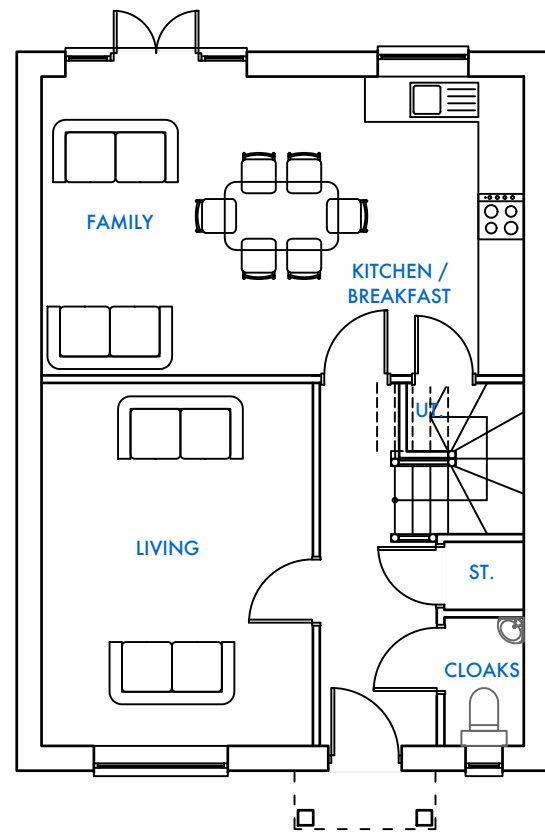 FAMILY
KITCHEN /
BREAKFAST
UT.
LIVING
ST.
CLOAKS